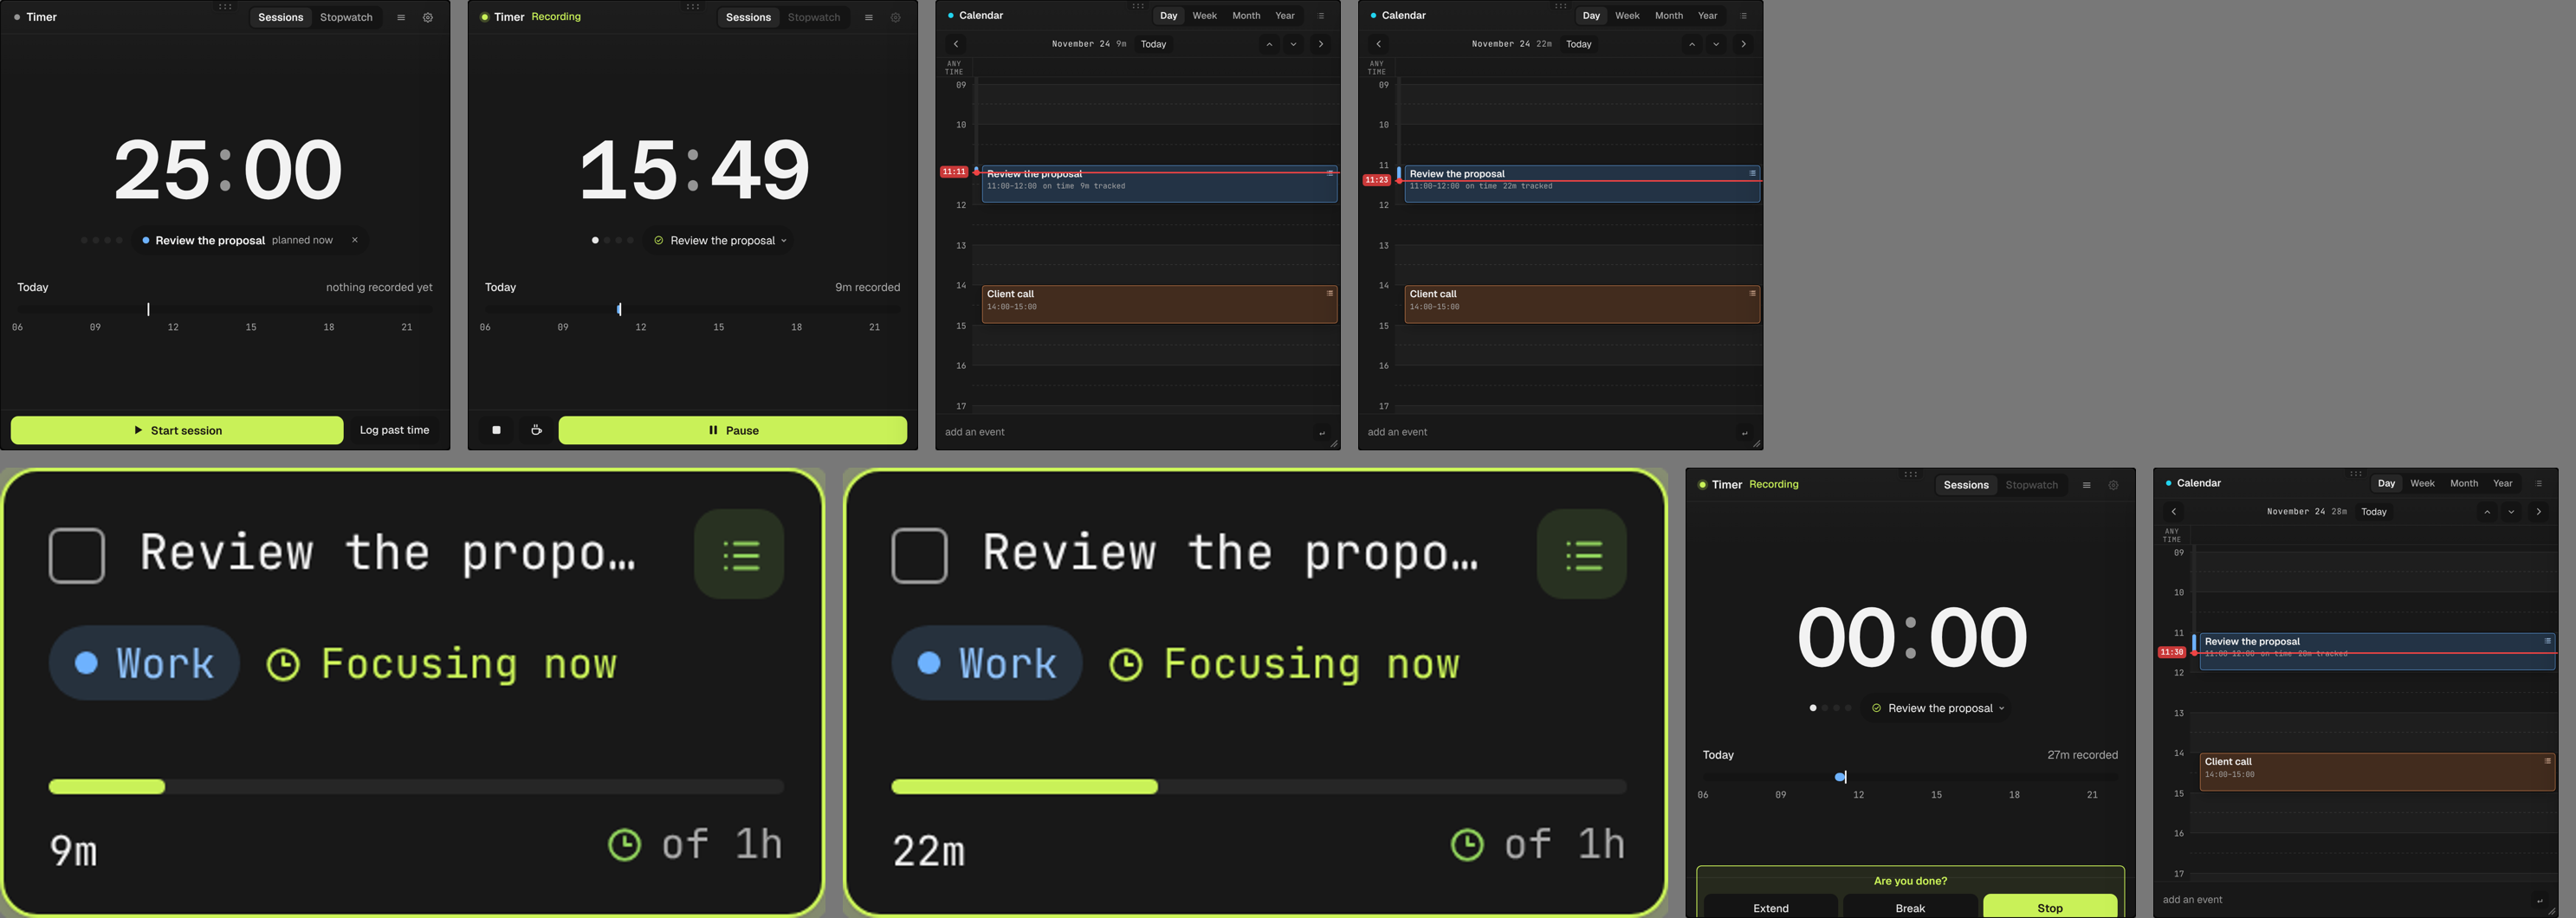 Timer Sessions Stopwatch
25:00
Review the proposal planned now ×
Today nothing recorded yet
06 09 12 15 18 21
Start session Log past time
Timer Recording Sessions Stopwatch
15:49
Review the proposal
Today 9m recorded
06 09 12 15 18 21
Pause
Calendar Day Week Month Year
November 24 9m Today
ANY
TIME
09
10
11:11
Review the proposal
11:00–12:00 on time 9m tracked
12
13
14
Client call
14:00–15:00
15
16
17
add an event
Calendar Day Week Month Year
November 24 22m Today
ANY
TIME
09
10
11
Review the proposal
11:23
11:00–12:00 on time 22m tracked
12
13
14
Client call
14:00–15:00
15
16
17
add an event
Review the propo…
Work Focusing now
9m of 1h
Review the propo…
Work Focusing now
22m of 1h
Timer Recording Sessions Stopwatch
00:00
Review the proposal
Today 27m recorded
06 09 12 15 18 21
Are you done?
Extend Break Stop
Calendar Day Week Month Year
November 24 28m Today
ANY
TIME
09
10
11
Review the proposal
11:30
11:00–12:00 on time 28m tracked
12
13
14
Client call
14:00–15:00
15
16
17
add an event